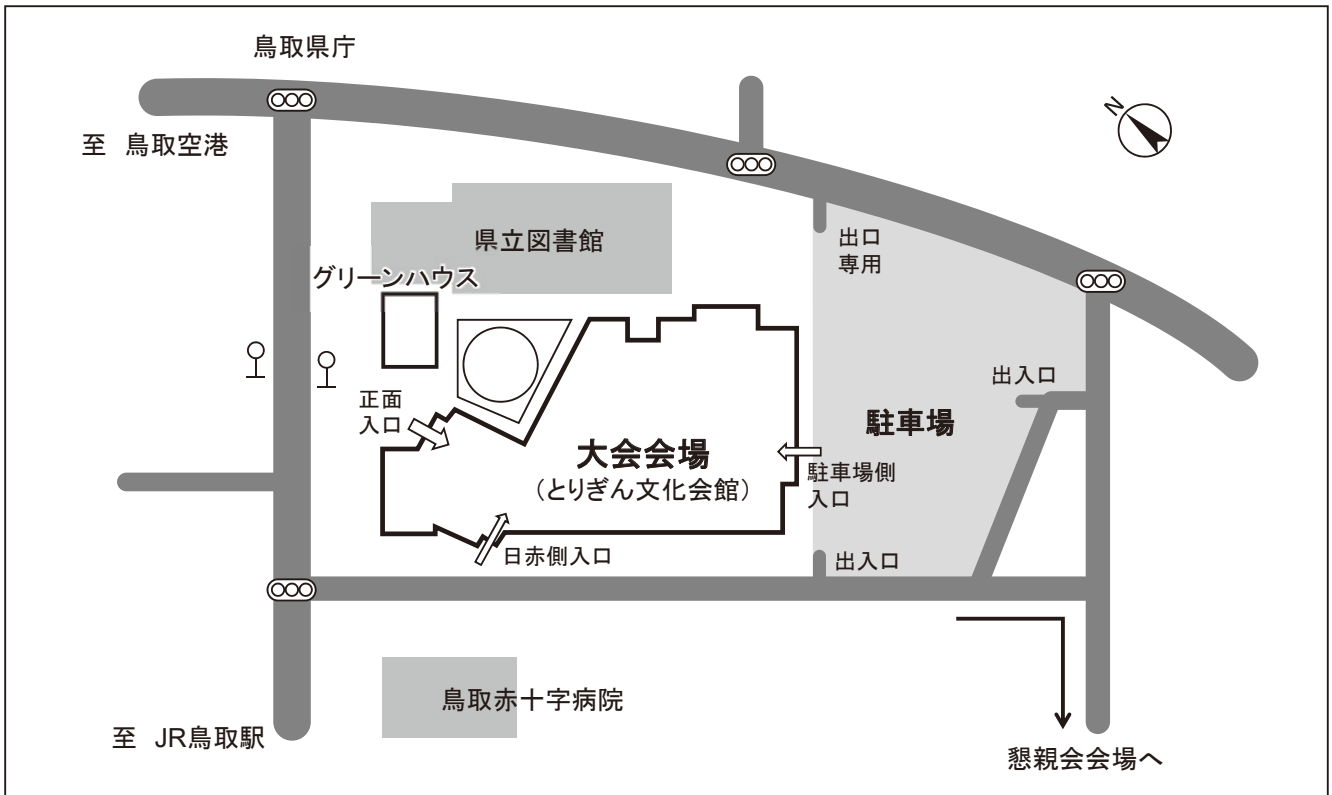 鳥取県庁
至 鳥取空港
N
県立図書館
グリーンハウス
出口
専用
正面
入口
出入口
駐車場
大会会場
（とりぎん文化会館）
駐車場側
入口
日赤側入口
出入口
鳥取赤十字病院
至 JR鳥取駅
懇親会会場へ